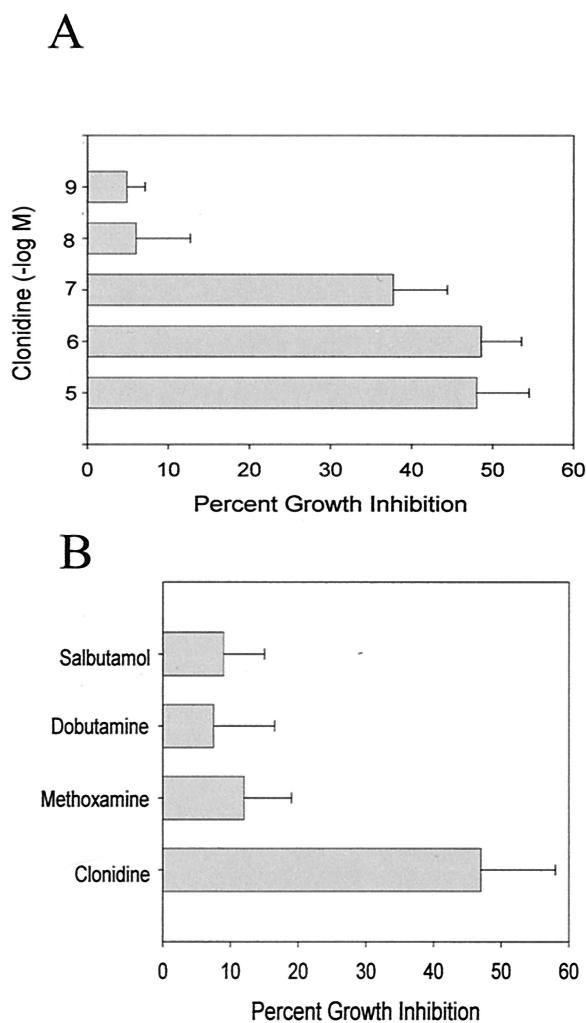 A
Clonidine (-log M)
9
8
7
6
5
0 10 20 30 40 50 60
Percent Growth Inhibition
B
Salbutamol
Dobutamine
Methoxamine
Clonidine
0 10 20 30 40 50 60
Percent Growth Inhibition